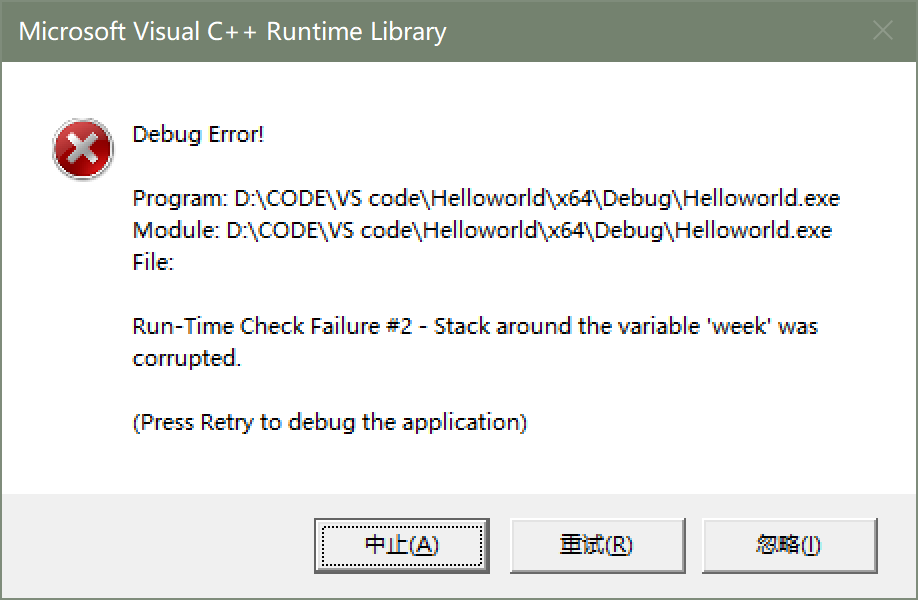 Microsoft Visual C++ Runtime Library
Debug Error!
Program: D:\CODE\VS code\Helloworld\x64\Debug\Helloworld.exe
Module: D:\CODE\VS code\Helloworld\x64\Debug\Helloworld.exe
File:
Run-Time Check Failure #2 - Stack around the variable 'week' was
corrupted.
(Press Retry to debug the application)
中止(A) 重试(R) 忽略(I)